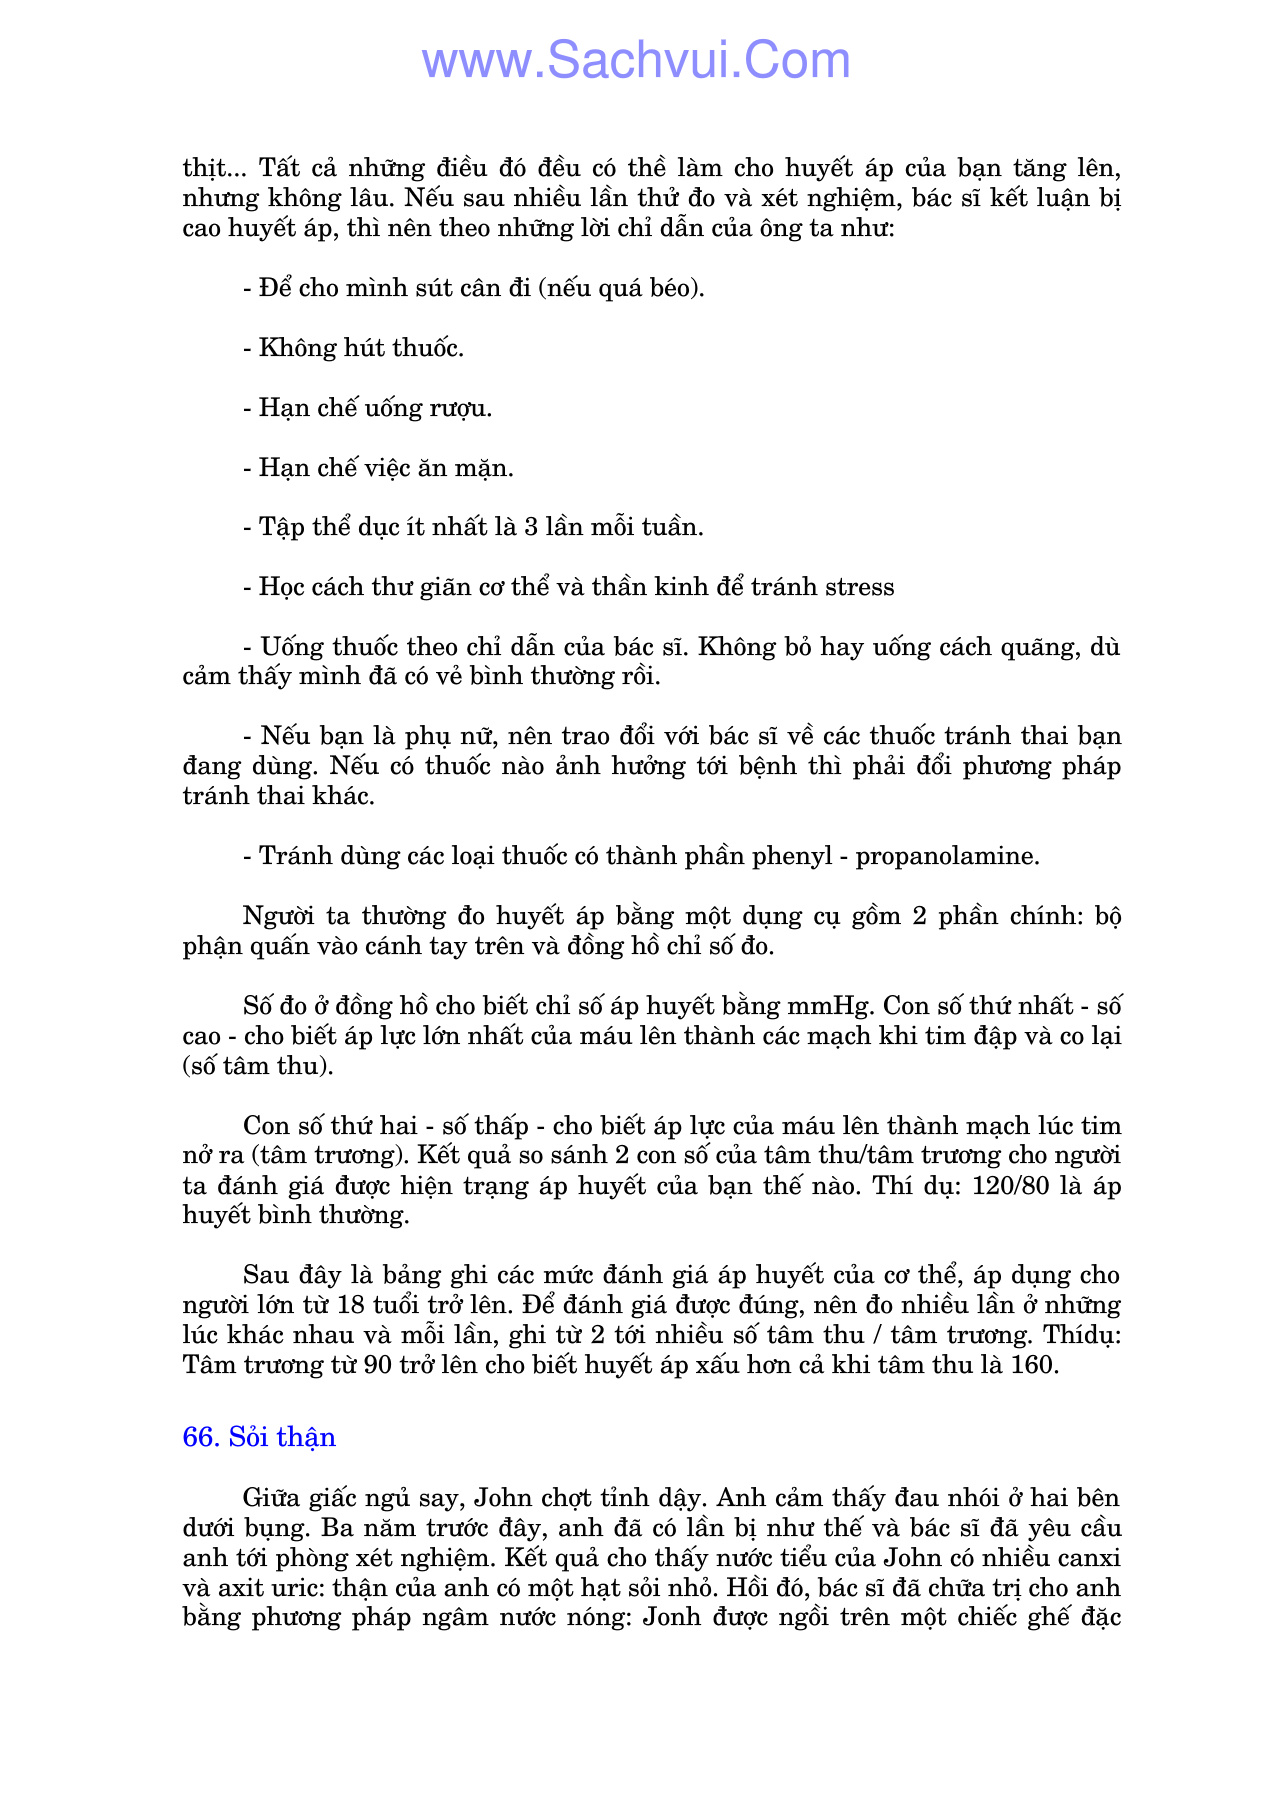 www.Sachvui.Com
thịt... Tất cả những điều đó đều có thề làm cho huyết áp của bạn tăng lên,
nhưng không lâu. Nếu sau nhiều lần thử đo và xét nghiệm, bác sĩ kết luận bị
cao huyết áp, thì nên theo những lời chỉ dẫn của ông ta như:
- Để cho mình sút cân đi (nếu quá béo).
- Không hút thuốc.
- Hạn chế uống rượu.
- Hạn chế việc ăn mặn.
- Tập thể dục ít nhất là 3 lần mỗi tuần.
- Học cách thư giãn cơ thể và thần kinh để tránh stress
- Uống thuốc theo chỉ dẫn của bác sĩ. Không bỏ hay uống cách quãng, dù
cảm thấy mình đã có vẻ bình thường rồi.
- Nếu bạn là phụ nữ, nên trao đổi với bác sĩ về các thuốc tránh thai bạn
đang dùng. Nếu có thuốc nào ảnh hưởng tới bệnh thì phải đổi phương pháp
tránh thai khác.
- Tránh dùng các loại thuốc có thành phần phenyl - propanolamine.
Người ta thường đo huyết áp bằng một dụng cụ gồm 2 phần chính: bộ
phận quấn vào cánh tay trên và đồng hồ chỉ số đo.
Số đo ở đồng hồ cho biết chỉ số áp huyết bằng mmHg. Con số thứ nhất - số
cao - cho biết áp lực lớn nhất của máu lên thành các mạch khi tim đập và co lại
(số tâm thu).
Con số thứ hai - số thấp - cho biết áp lực của máu lên thành mạch lúc tim
nở ra (tâm trương). Kết quả so sánh 2 con số của tâm thu/tâm trương cho người
ta đánh giá được hiện trạng áp huyết của bạn thế nào. Thí dụ: 120/80 là áp
huyết bình thường.
Sau đây là bảng ghi các mức đánh giá áp huyết của cơ thể, áp dụng cho
người lớn từ 18 tuổi trở lên. Để đánh giá được đúng, nên đo nhiều lần ở những
lúc khác nhau và mỗi lần, ghi từ 2 tới nhiều số tâm thu / tâm trương. Thídụ:
Tâm trương từ 90 trở lên cho biết huyết áp xấu hơn cả khi tâm thu là 160.
66. Sỏi thận
Giữa giấc ngủ say, John chợt tỉnh dậy. Anh cảm thấy đau nhói ở hai bên
dưới bụng. Ba năm trước đây, anh đã có lần bị như thế và bác sĩ đã yêu cầu
anh tới phòng xét nghiệm. Kết quả cho thấy nước tiểu của John có nhiều canxi
và axit uric: thận của anh có một hạt sỏi nhỏ. Hồi đó, bác sĩ đã chữa trị cho anh
bằng phương pháp ngâm nước nóng: Jonh được ngồi trên một chiếc ghế đặc